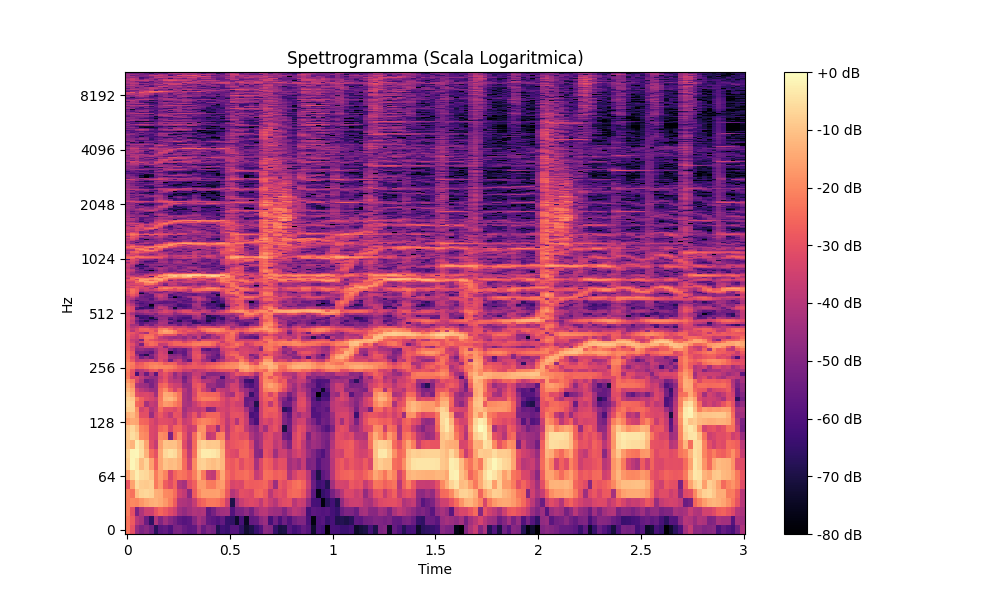 Spettrogramma (Scala Logaritmica)
Hz
8192
4096
2048
1024
512
256
128
64
0
0
0.5
1
1.5
2
2.5
3
Time
+0 dB
-10 dB
-20 dB
-30 dB
-40 dB
-50 dB
-60 dB
-70 dB
-80 dB